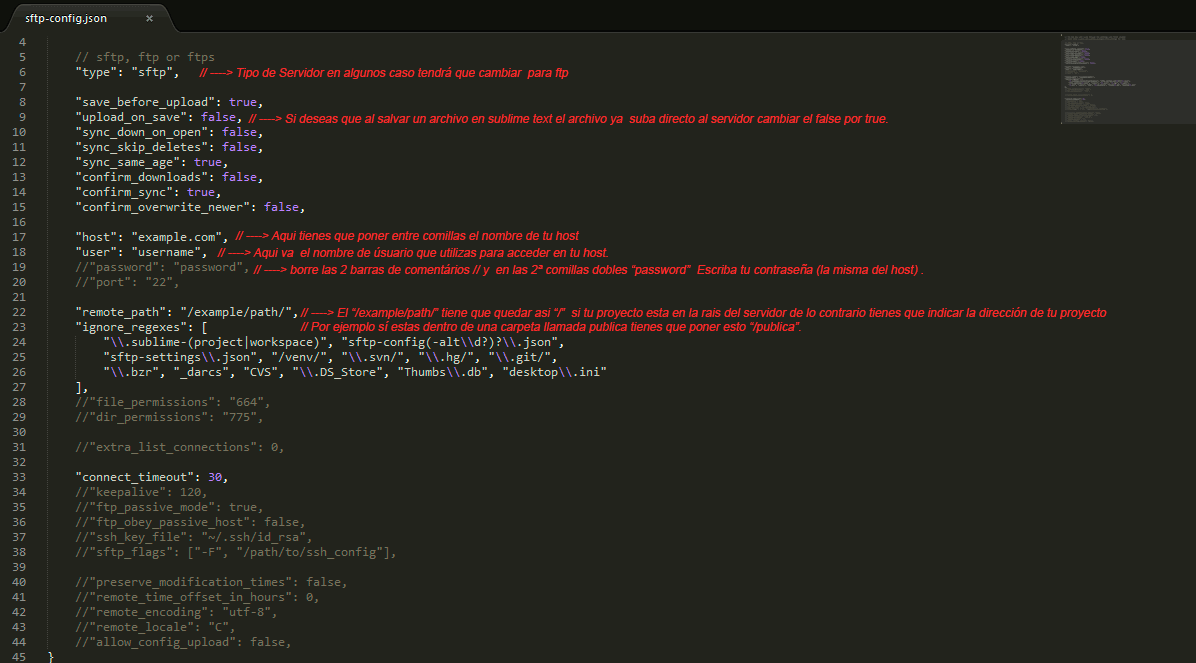 sftp-config.json ×
4
5 // sftp, ftp or ftps
6 "type": "sftp", // ----> Tipo de Servidor en algunos caso tendrá que cambiar para ftp
7
8 "save_before_upload": true,
9 "upload_on_save": false, // ----> Si deseas que al salvar un archivo en sublime text el archivo ya suba directo al servidor cambiar el false por true.
10 "sync_down_on_open": false,
11 "sync_skip_deletes": false,
12 "sync_same_age": true,
13 "confirm_downloads": false,
14 "confirm_sync": true,
15 "confirm_overwrite_newer": false,
16
17 "host": "example.com", // ----> Aqui tienes que poner entre comillas el nombre de tu host
18 "user": "username", // ----> Aqui va el nombre de úsuario que utilizas para acceder en tu host.
19 //"password": "password", // ----> borre las 2 barras de comentários // y en las 2ª comillas dobles “password” Escriba tu contraseña (la misma del host) .
20 //"port": "22",
21
22 "remote_path": "/example/path/", // ----> El “/example/path/” tiene que quedar asi “/” si tu proyecto esta en la rais del servidor de lo contrario tienes que indicar la dirección de tu proyecto
23 "ignore_regexes": [ // Por ejemplo sí estas dentro de una carpeta llamada publica tienes que poner esto “/publica”.
24 "\\.sublime-(project|workspace)", "sftp-config(-alt\\d?)?\\.json",
25 "sftp-settings\\.json", "/venv/", "\\.svn/", "\\.hg/", "\\.git/",
26 "\\.bzr", "_darcs", "CVS", "\\.DS_Store", "Thumbs\\.db", "desktop\\.ini"
27 ],
28 //"file_permissions": "664",
29 //"dir_permissions": "775",
30
31 //"extra_list_connections": 0,
32
33 "connect_timeout": 30,
34 //"keepalive": 120,
35 //"ftp_passive_mode": true,
36 //"ftp_obey_passive_host": false,
37 //"ssh_key_file": "~/.ssh/id_rsa",
38 //"sftp_flags": ["-F", "/path/to/ssh_config"],
39
40 //"preserve_modification_times": false,
41 //"remote_time_offset_in_hours": 0,
42 //"remote_encoding": "utf-8",
43 //"remote_locale": "C",
44 //"allow_config_upload": false,
45 }